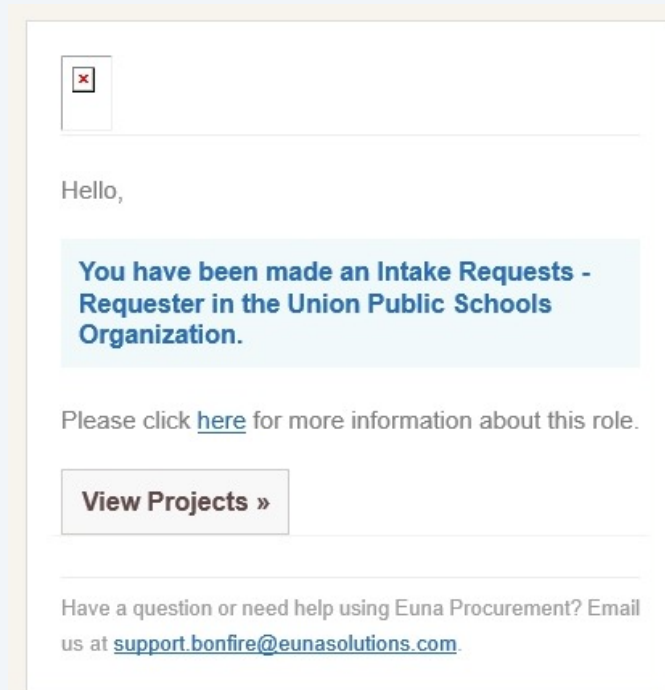 Hello,
You have been made an Intake Requests -
Requester in the Union Public Schools
Organization.
Please click here for more information about this role.
View Projects »
Have a question or need help using Euna Procurement? Email
us at support.bonfire@eunasolutions.com.